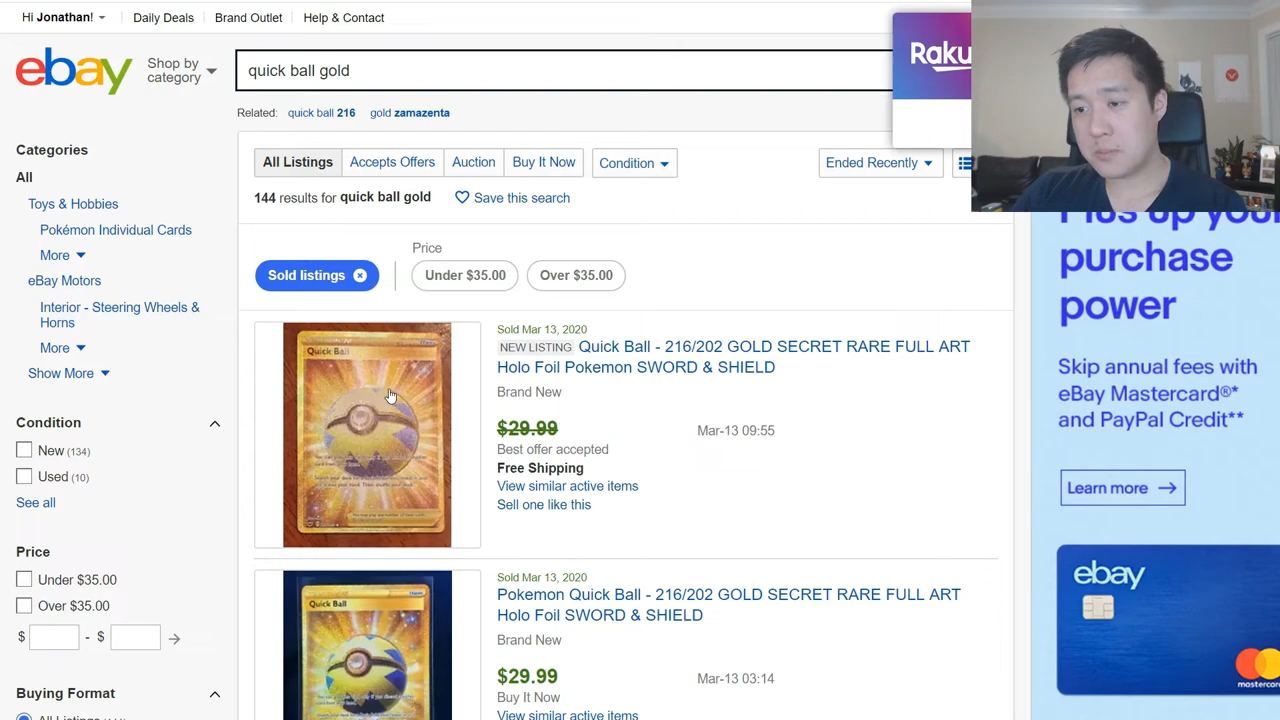 Hi Jonathan!
Daily Deals
Brand Outlet
Help & Contact
ebay
Shop by
category
quick ball gold
Raku
Related: quick ball 216 gold zamazenta
Categories
All
Toys & Hobbies
Pokémon Individual Cards
More
eBay Motors
Interior - Steering Wheels &
Horns
More
Show More
Condition
New (134)
Used (10)
See all
Price
Under $35.00
Over $35.00
$ - $
Buying Format
All Listings
All Listings
Accepts Offers
Auction
Buy It Now
Condition
Ended Recently
144 results for quick ball gold
Save this search
Price
Sold listings
Under $35.00
Over $35.00
Quick Ball
Sold Mar 13, 2020
NEW LISTING Quick Ball - 216/202 GOLD SECRET RARE FULL ART
Holo Foil Pokemon SWORD & SHIELD
Brand New
$29.99
Mar-13 09:55
Best offer accepted
Free Shipping
View similar active items
Sell one like this
Quick Ball
Sold Mar 13, 2020
Pokemon Quick Ball - 216/202 GOLD SECRET RARE FULL ART
Holo Foil SWORD & SHIELD
Brand New
$29.99
Mar-13 03:14
Buy It Now
View similar active items
Plus up your
purchase
power
Skip annual fees with
eBay Mastercard®*
and PayPal Credit**
Learn more
ebay
mastercard